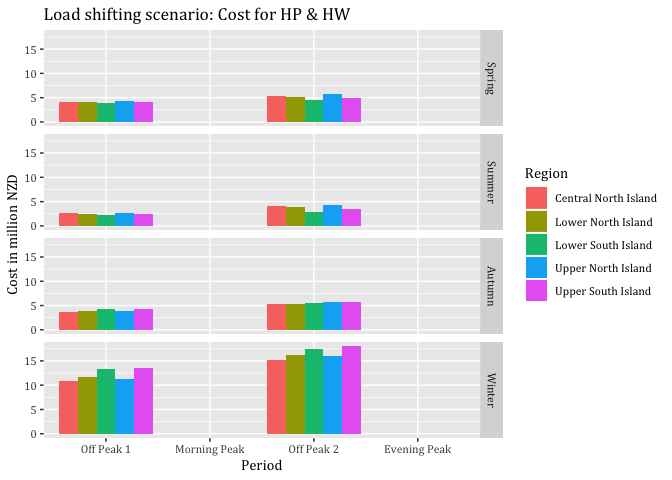 Load shifting scenario: Cost for HP & HW
Cost in million NZD
15
10
5
0
Spring
15
10
5
0
Summer
15
10
5
0
Autumn
15
10
5
0
Winter
Off Peak 1
Morning Peak
Off Peak 2
Evening Peak
Period
Region
Central North Island
Lower North Island
Lower South Island
Upper North Island
Upper South Island